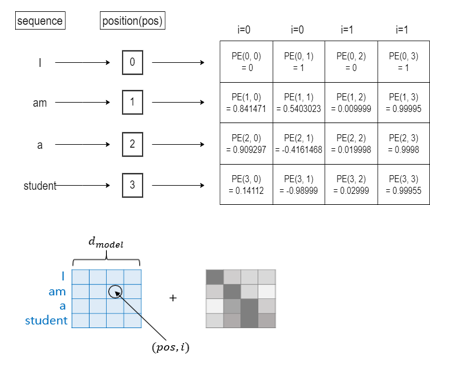 sequence position(pos) i=0 i=0 i=1 i=1
I 0 PE(0, 0) PE(0, 1) PE(0, 2) PE(0, 3)
= 0 = 1 = 0 = 1
am 1 PE(1, 0) PE(1, 1) PE(1, 2) PE(1, 3)
= 0.841471 = 0.5403023 = 0.009999 = 0.99995
a 2 PE(2, 0) PE(2, 1) PE(2, 2) PE(2, 3)
= 0.909297 = -0.4161468 = 0.019998 = 0.9998
student 3 PE(3, 0) PE(3, 1) PE(3, 2) PE(3, 3)
= 0.14112 = -0.98999 = 0.02999 = 0.99955
d_model
I
am
a
student
+
(pos, i)